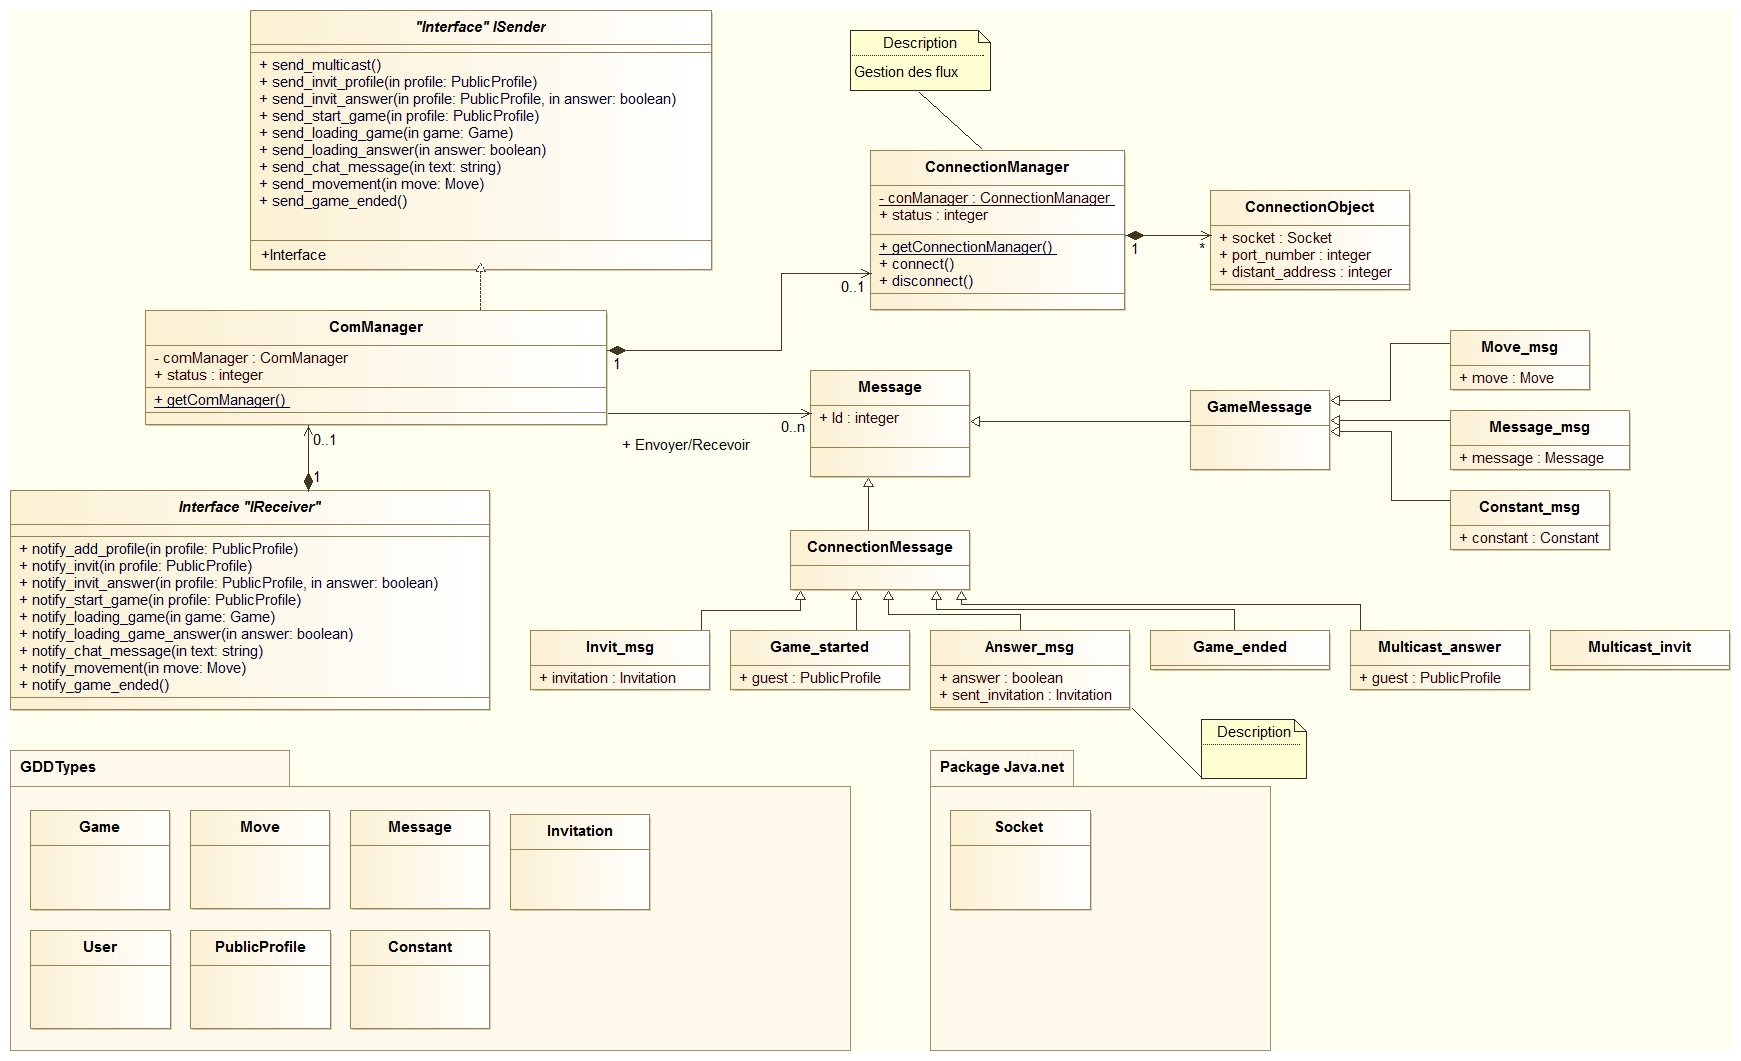 "Interface" ISender
+ send_multicast()
+ send_invit_profile(in profile: PublicProfile)
+ send_invit_answer(in profile: PublicProfile, in answer: boolean)
+ send_start_game(in profile: PublicProfile)
+ send_loading_game(in game: Game)
+ send_loading_answer(in answer: boolean)
+ send_chat_message(in text: string)
+ send_movement(in move: Move)
+ send_game_ended()
+Interface
Description
Gestion des flux
ConnectionManager
- conManager : ConnectionManager
+ status : integer
+ getConnectionManager()
+ connect()
+ disconnect()
1
*
ConnectionObject
+ socket : Socket
+ port_number : integer
+ distant_address : integer
0..1
ComManager
- comManager : ComManager
+ status : integer
+ getComManager()
1
0..n
+ Envoyer/Recevoir
0..1
1
Message
+ Id : integer
GameMessage
Move_msg
+ move : Move
Message_msg
+ message : Message
Constant_msg
+ constant : Constant
Interface "IReceiver"
+ notify_add_profile(in profile: PublicProfile)
+ notify_invit(in profile: PublicProfile)
+ notify_invit_answer(in profile: PublicProfile, in answer: boolean)
+ notify_start_game(in profile: PublicProfile)
+ notify_loading_game(in game: Game)
+ notify_loading_game_answer(in answer: boolean)
+ notify_chat_message(in text: string)
+ notify_movement(in move: Move)
+ notify_game_ended()
ConnectionMessage
Invit_msg
+ invitation : Invitation
Game_started
+ guest : PublicProfile
Answer_msg
+ answer : boolean
+ sent_invitation : Invitation
Game_ended
Multicast_answer
+ guest : PublicProfile
Multicast_invit
Description
GDDTypes
Game
Move
Message
Invitation
User
PublicProfile
Constant
Package Java.net
Socket